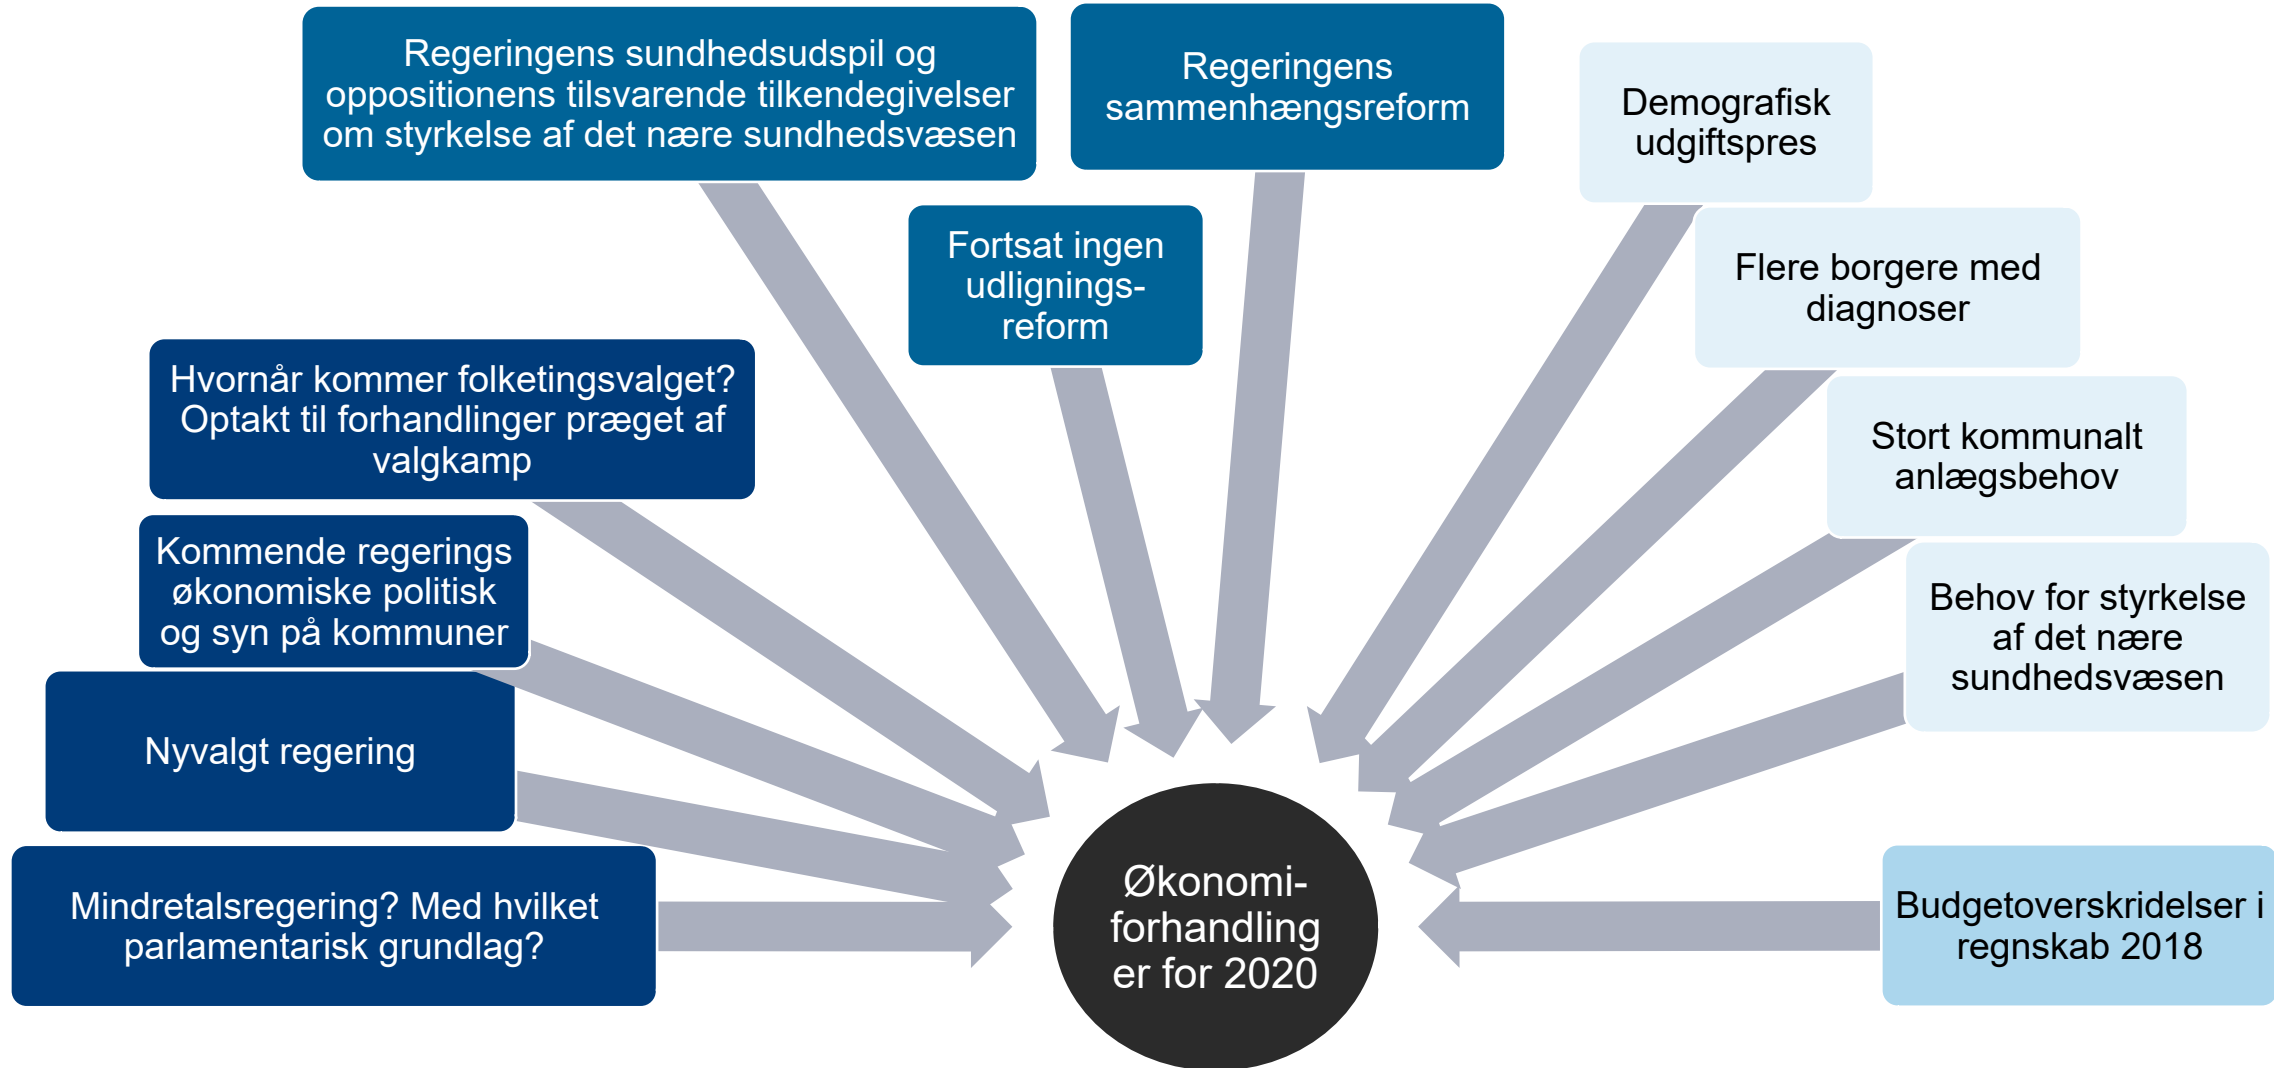 Regeringens sundhedsudspil og
oppositionens tilsvarende tilkendegivelser
om styrkelse af det nære sundhedsvæsen
Regeringens
sammenhængsreform
Demografisk
udgiftspres
Fortsat ingen
udlignings-
reform
Flere borgere med
diagnoser
Hvornår kommer folketingsvalget?
Optakt til forhandlinger præget af
valgkamp
Stort kommunalt
anlægsbehov
Kommende regerings
økonomiske politisk
og syn på kommuner
Behov for styrkelse
af det nære
sundhedsvæsen
Nyvalgt regering
Mindretalsregering? Med hvilket
parlamentarisk grundlag?
Økonomi-
forhandling
er for 2020
Budgetoverskridelser i
regnskab 2018